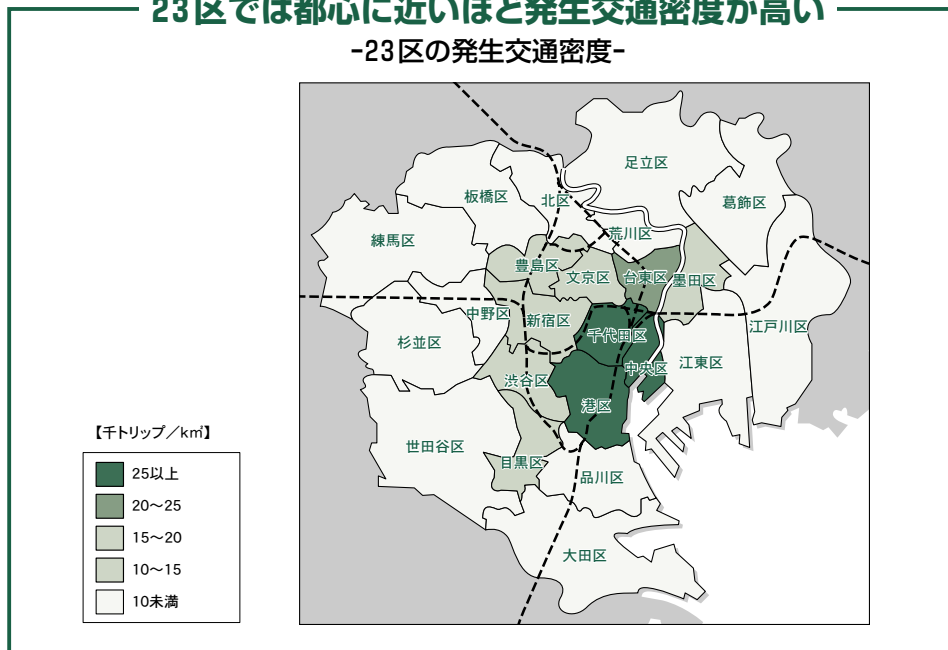 23区では都心に近いほど発生交通密度が高い
-23区の発生交通密度-
足立区
板橋区
北区
葛飾区
荒川区
練馬区
豊島区
文京区
台東区
墨田区
中野区
新宿区
千代田区
江戸川区
杉並区
渋谷区
中央区
江東区
港区
世田谷区
目黒区
品川区
大田区
【千トリップ／k㎡】
25以上
20〜25
15〜20
10〜15
10未満